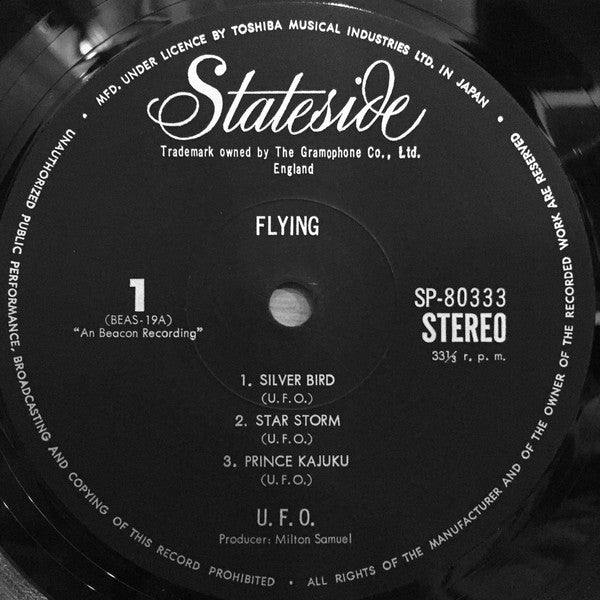 MFD. UNDER LICENCE BY TOSHIBA MUSICAL INDUSTRIES LTD. IN JAPAN
Stateside
Trademark owned by The Gramophone Co., Ltd.
England
FLYING
1
(BEAS-19A)
"An Beacon Recording"
SP-80333
STEREO
33⅓ r. p. m.
1. SILVER BIRD
(U. F. O.)
2. STAR STORM
(U. F. O.)
3. PRINCE KAJUKU
(U. F. O.)
U. F. O.
Producer: Milton Samuel
UNAUTHORIZED PUBLIC PERFORMANCE, BROADCASTING AND COPYING OF THIS RECORD PROHIBITED • ALL RIGHTS OF THE MANUFACTURER AND OF THE OWNER OF THE RECORDED WORK ARE RESERVED